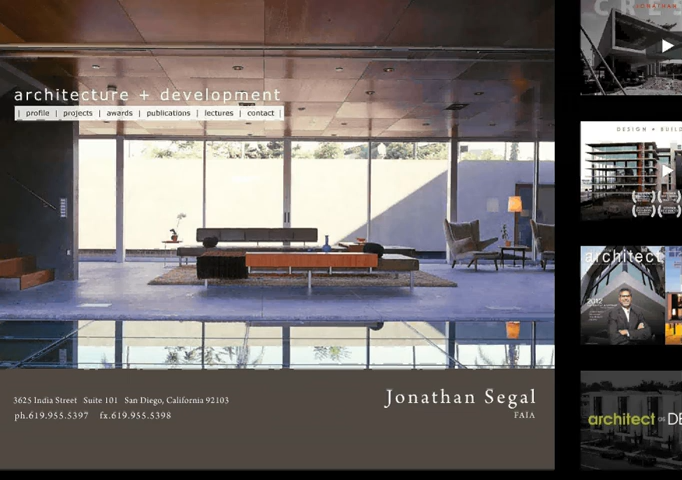 architecture + development
| profile | projects | awards | publications | lectures | contact |
3625 India Street Suite 101 San Diego, California 92103
ph.619.955.5397 fx.619.955.5398
Jonathan Segal
FAIA
JONATHAN
DESIGN + BUILD
architect
2012
architect as DE